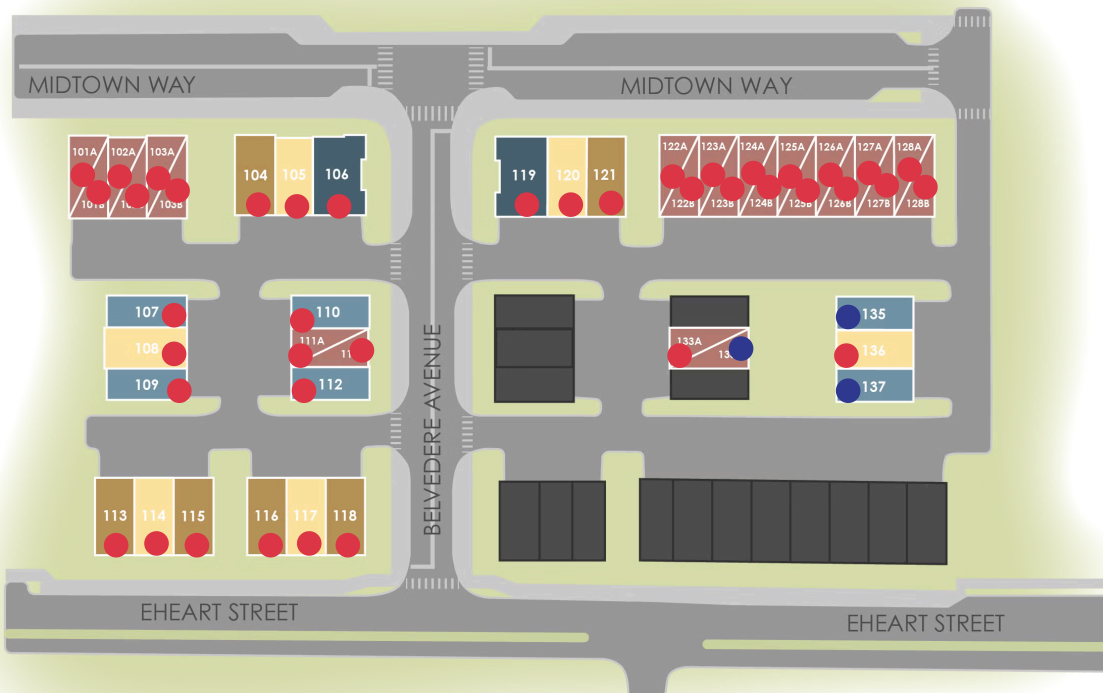 MIDTOWN WAY
MIDTOWN WAY
101A 102A 103A
101B 103B
104 105 106
119 120 121
122A 123A 124A 125A 126A 127A 128A
122B 123B 124B 125B 126B 127B 128B
107
108
109
110
111A
112
133A
135
136
137
BELVEDERE AVENUE
113 114 115
116 117 118
EHEART STREET
EHEART STREET